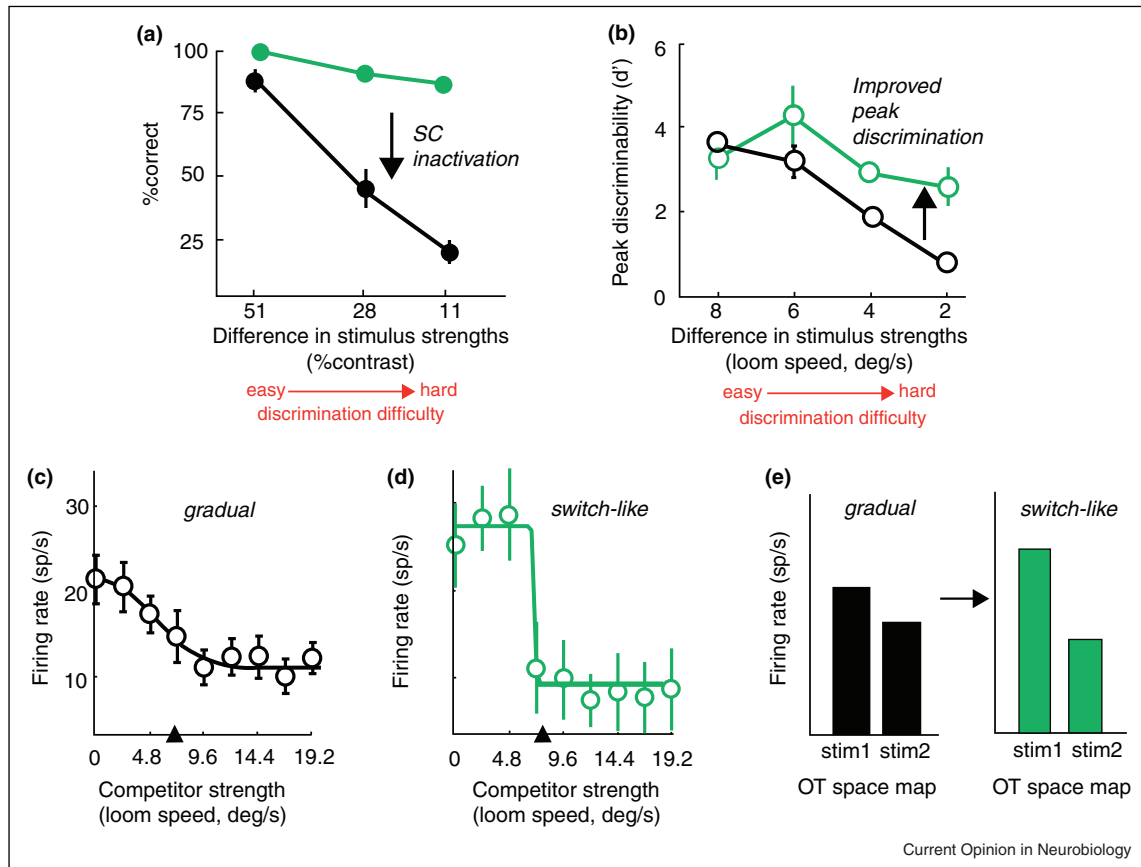 (a)
100
75
50
25
%correct
SC
inactivation
51 28 11
Difference in stimulus strengths
(%contrast)
easy hard
discrimination difficulty
(b)
6
4
2
0
Peak discriminability (d')
Improved
peak
discrimination
8 6 4 2
Difference in stimulus strengths
(loom speed, deg/s)
easy hard
discrimination difficulty
(c)
gradual
30
20
10
Firing rate (sp/s)
0 4.8 9.6 14.4 19.2
Competitor strength
(loom speed, deg/s)
(d)
switch-like
Firing rate (sp/s)
0 4.8 9.6 14.4 19.2
Competitor strength
(loom speed, deg/s)
(e)
gradual
Firing rate (sp/s)
stim1 stim2
OT space map
switch-like
stim1 stim2
OT space map
Current Opinion in Neurobiology